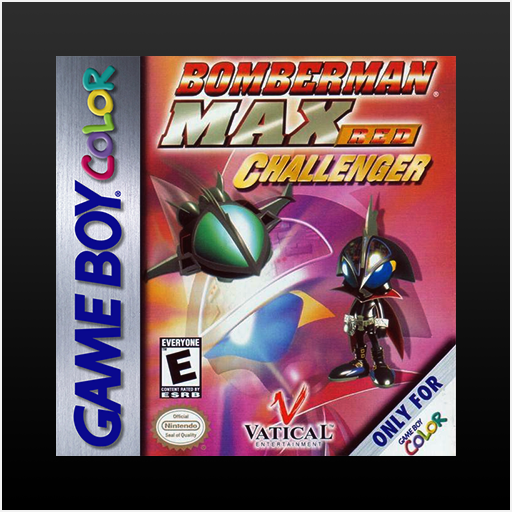 GAME BOY COLOR
BOMBERMAN®
MAX RED
CHALLENGER
EVERYONE
E
CONTENT RATED BY
ESRB
Official
Nintendo
Seal of Quality
V
VATICAL™
ENTERTAINMENT
ONLY FOR
GAME BOY
COLOR